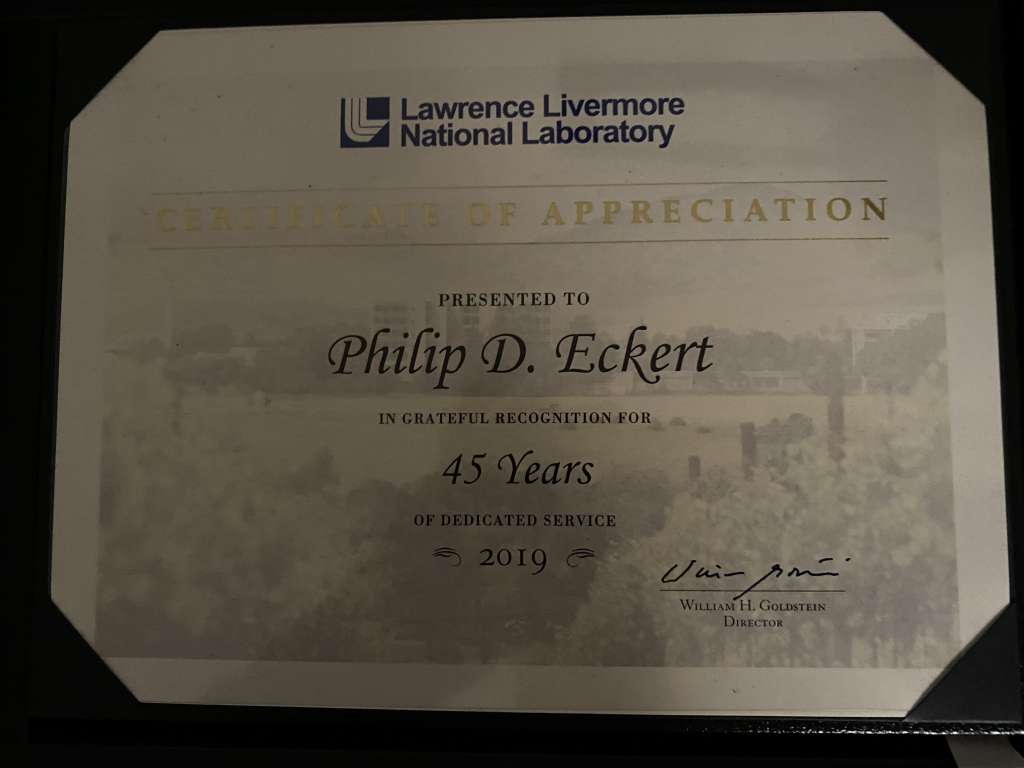 Lawrence Livermore
National Laboratory
CERTIFICATE OF APPRECIATION
PRESENTED TO
Philip D. Eckert
IN GRATEFUL RECOGNITION FOR
45 Years
OF DEDICATED SERVICE
2019
William H. Goldstein
Director